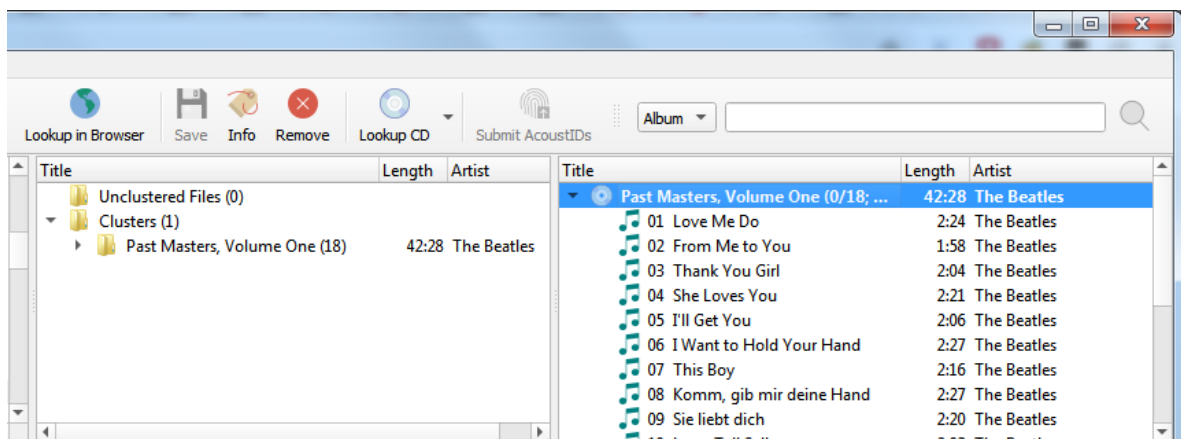 Lookup in Browser Save Info Remove Lookup CD Submit AcoustIDs Album
Title Length Artist
Unclustered Files (0)
Clusters (1)
Past Masters, Volume One (18) 42:28 The Beatles
Title Length Artist
Past Masters, Volume One (0/18; ... 42:28 The Beatles
01 Love Me Do 2:24 The Beatles
02 From Me to You 1:58 The Beatles
03 Thank You Girl 2:04 The Beatles
04 She Loves You 2:21 The Beatles
05 I'll Get You 2:06 The Beatles
06 I Want to Hold Your Hand 2:27 The Beatles
07 This Boy 2:16 The Beatles
08 Komm, gib mir deine Hand 2:27 The Beatles
09 Sie liebt dich 2:20 The Beatles